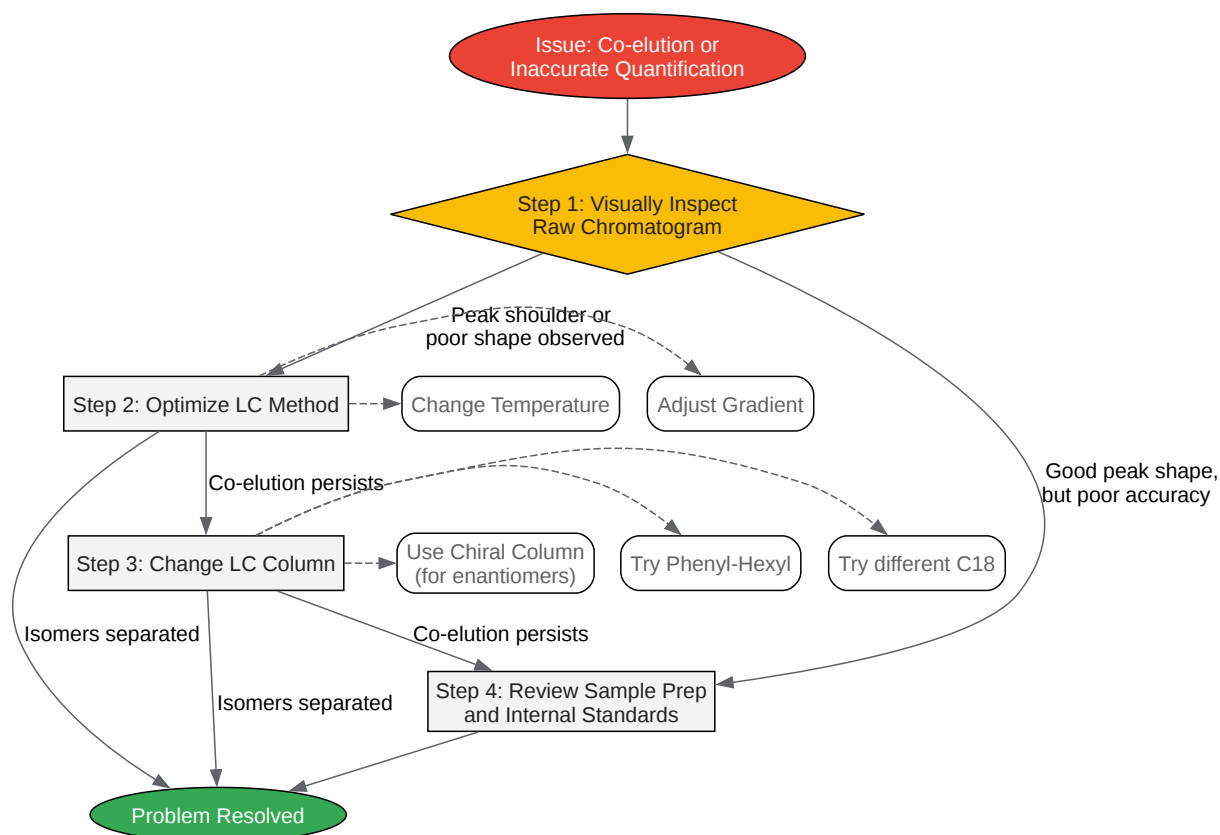 Issue: Co-elution or
Inaccurate Quantification
Step 1: Visually Inspect
Raw Chromatogram
Peak shoulder or
poor shape observed
Step 2: Optimize LC Method
Change Temperature
Adjust Gradient
Good peak shape,
but poor accuracy
Co-elution persists
Step 3: Change LC Column
Use Chiral Column
(for enantiomers)
Try Phenyl-Hexyl
Try different C18
Isomers separated
Co-elution persists
Step 4: Review Sample Prep
and Internal Standards
Isomers separated
Problem Resolved